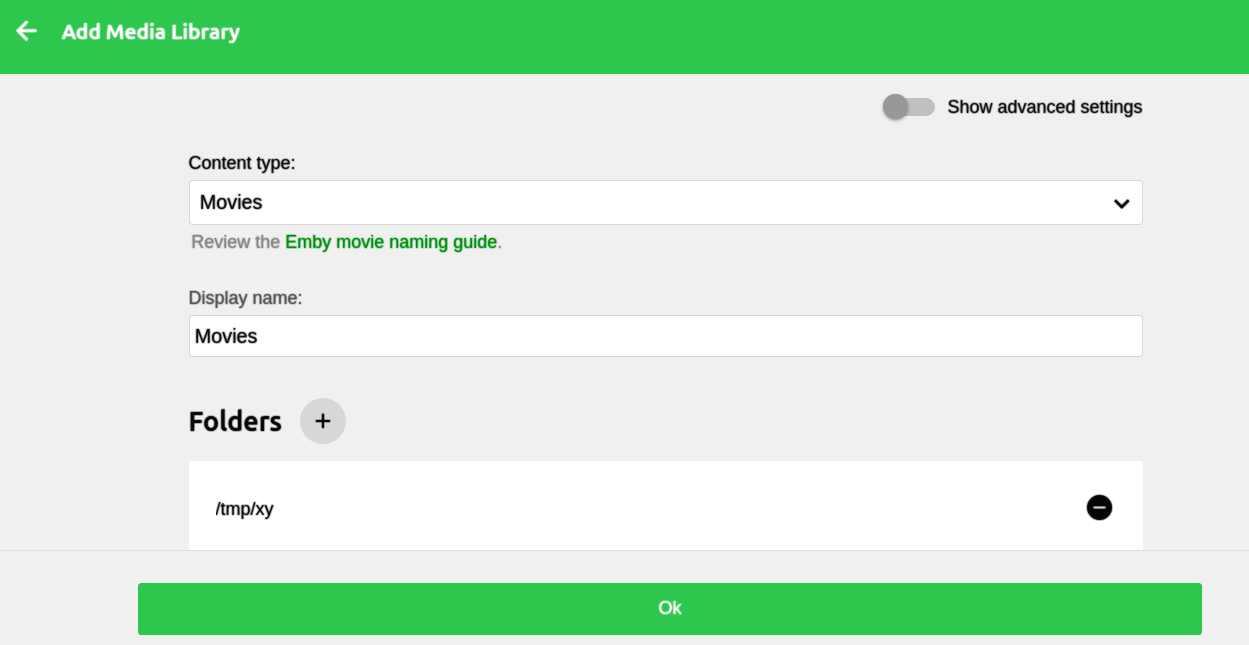 Add Media Library
Show advanced settings
Content type:
Movies
Review the Emby movie naming guide.
Display name:
Movies
Folders
/tmp/xy
Ok